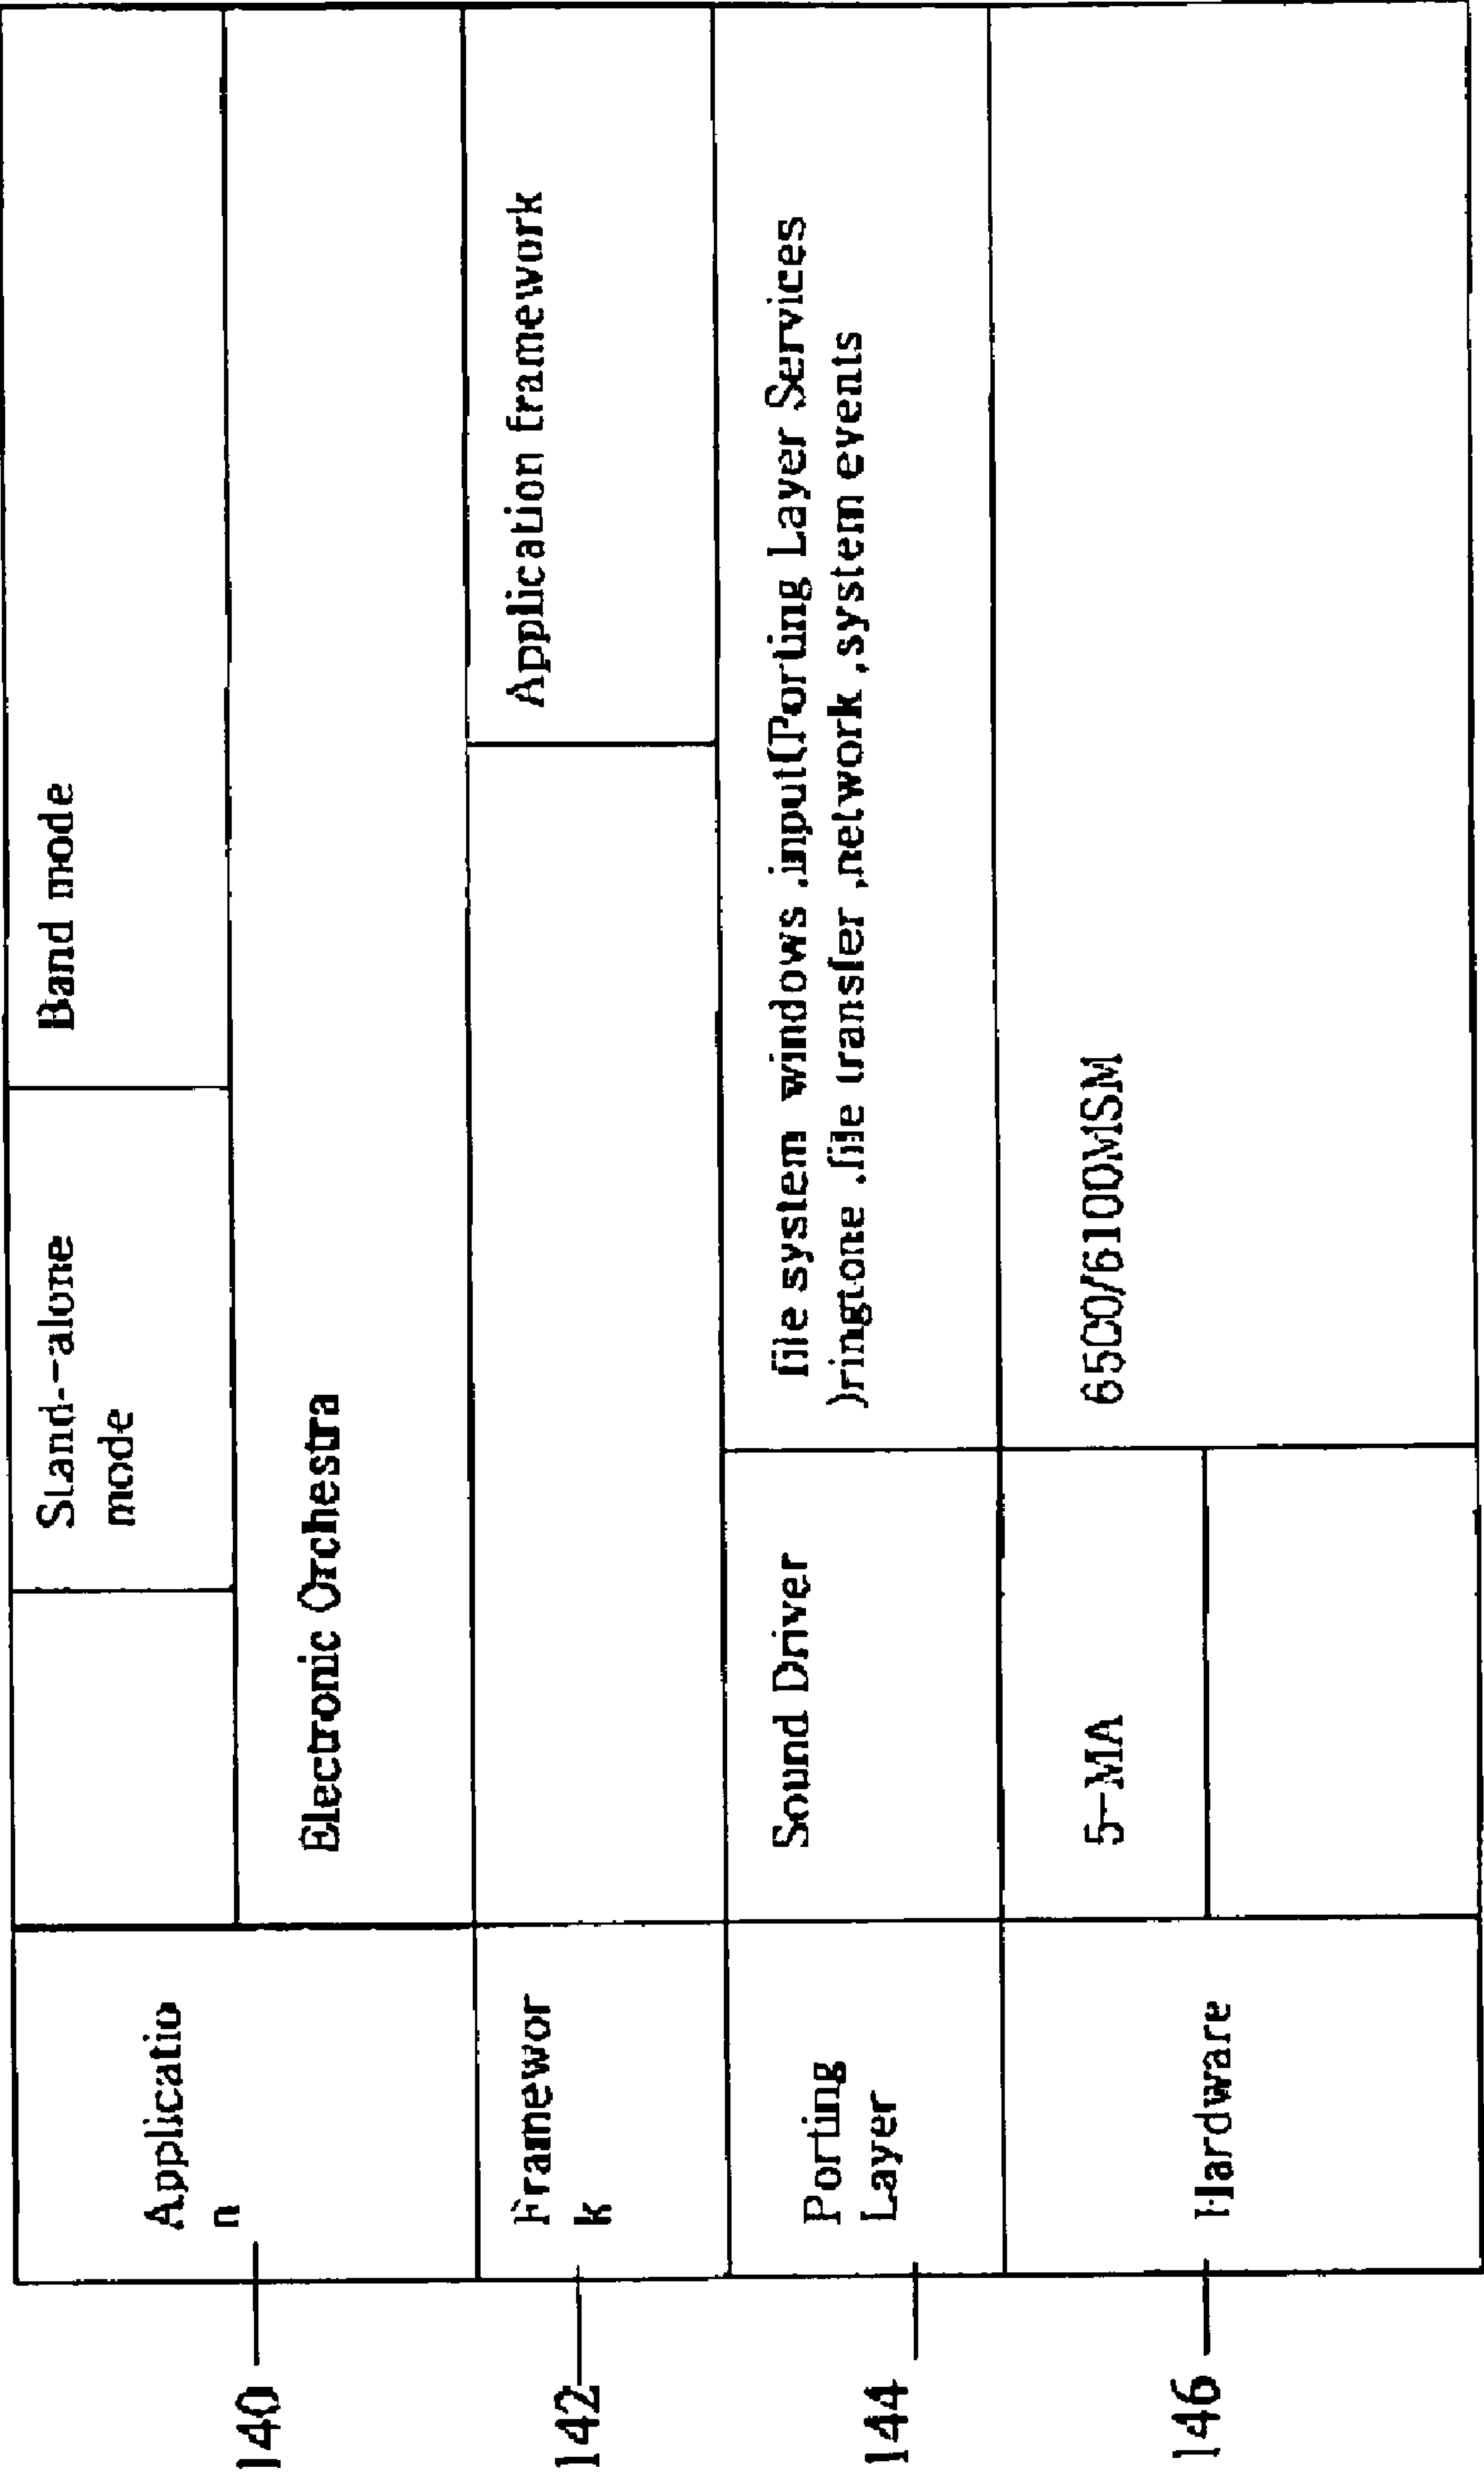 140
Applicatio
n
Stand-alone
mode
Band mode
Electronic Orchestra
142
Framewor
k
Application framework
144
Porting
Layer
Sound Driver
file system windows ,input(Porting Layer Services
)ringtone ,file transfer ,network ,system events
146
Hardware
5-MA
6500/6100MSM